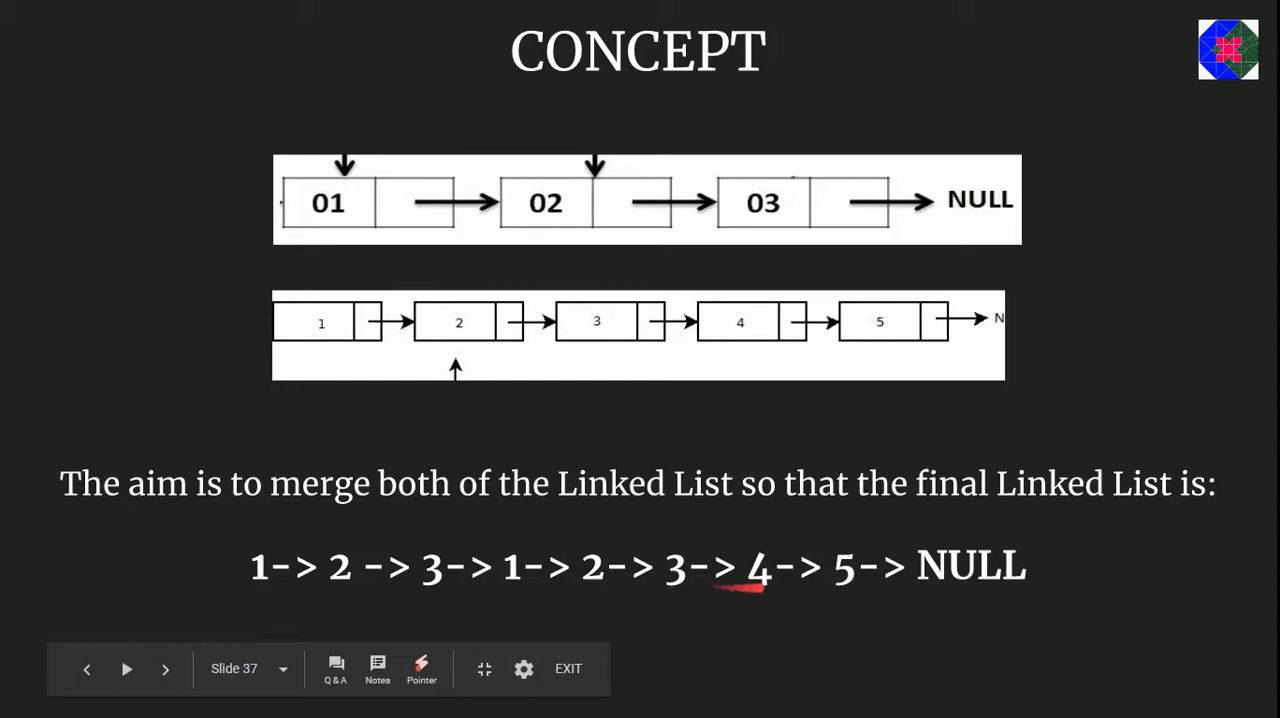 CONCEPT
01 02 03 NULL
1 2 3 4 5 N
The aim is to merge both of the Linked List so that the final Linked List is:
1-> 2 -> 3-> 1-> 2-> 3-> 4-> 5-> NULL
Slide 37
Q & A Notes Pointer
EXIT